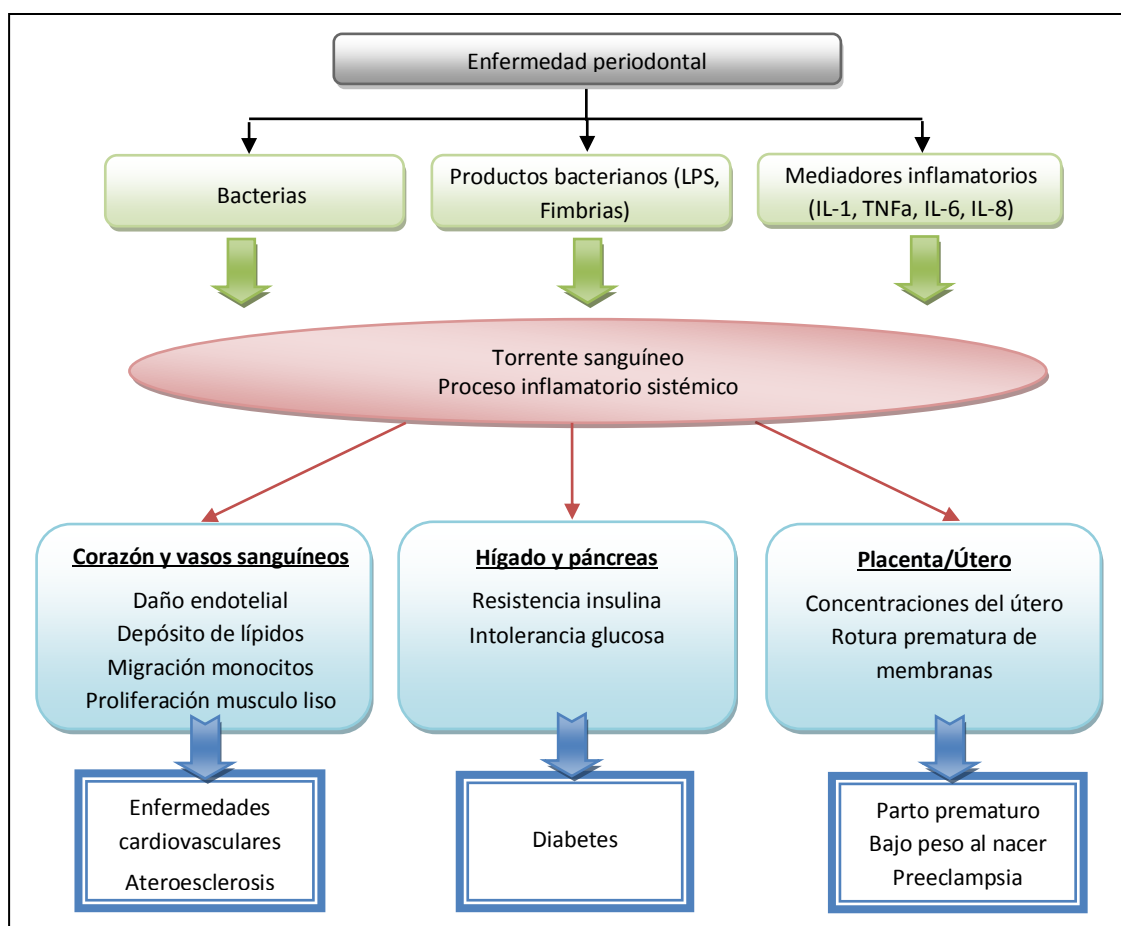 Enfermedad periodontal
Bacterias
Productos bacterianos (LPS,
Fimbrias)
Mediadores inflamatorios
(IL-1, TNFa, IL-6, IL-8)
Torrente sanguíneo
Proceso inflamatorio sistémico
Corazón y vasos sanguíneos
Daño endotelial
Depósito de lípidos
Migración monocitos
Proliferación musculo liso
Hígado y páncreas
Resistencia insulina
Intolerancia glucosa
Placenta/Útero
Concentraciones del útero
Rotura prematura de
membranas
Enfermedades
cardiovasculares
Ateroesclerosis
Diabetes
Parto prematuro
Bajo peso al nacer
Preeclampsia